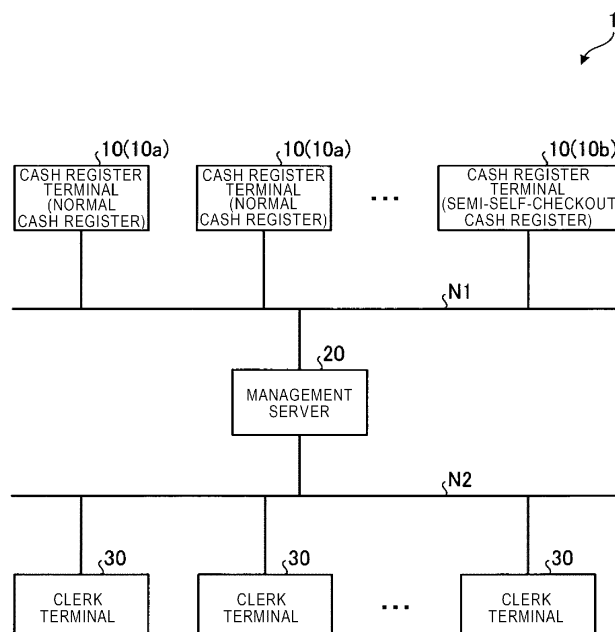 1
10(10a)
10(10a)
10(10b)
CASH REGISTER
TERMINAL
(NORMAL
CASH REGISTER)
CASH REGISTER
TERMINAL
(NORMAL
CASH REGISTER)
...
CASH REGISTER
TERMINAL
(SEMI-SELF-CHECKOUT
CASH REGISTER)
N1
20
MANAGEMENT
SERVER
N2
30
30
30
CLERK
TERMINAL
CLERK
TERMINAL
...
CLERK
TERMINAL